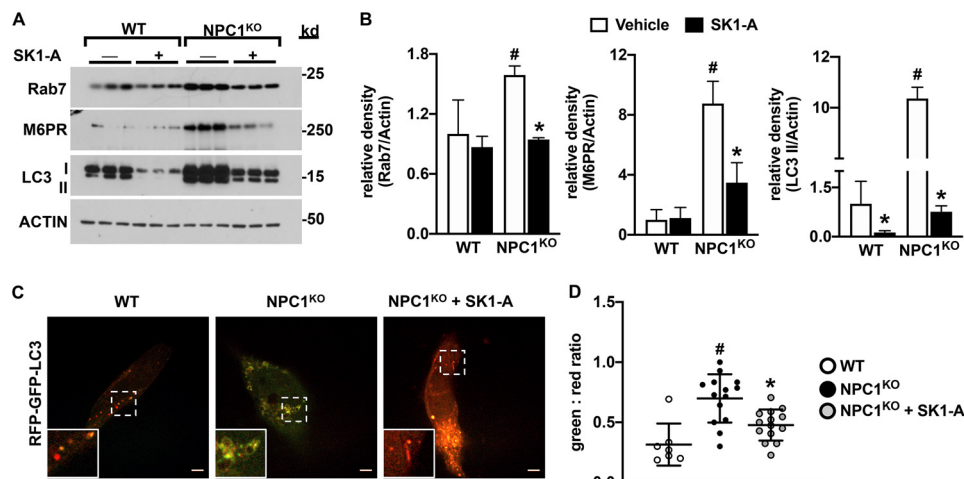 A
WT
NPC1KO
kd
SK1-A
—
+
—
+
Rab7
-25
M6PR
-250
LC3
I
II
-15
ACTIN
-50
B
Vehicle
SK1-A
relative density
(Rab7/Actin)
1.8
1.2
0.6
0.0
#
*
WT
NPC1KO
relative density
(M6PR/Actin)
12
8
4
0
#
*
WT
NPC1KO
relative density
(LC3 II/Actin)
12
10
1.5
0.0
#
*
*
WT
NPC1KO
C
WT
NPC1KO
NPC1KO + SK1-A
RFP-GFP-LC3
D
green : red ratio
1.5
1.0
0.5
0.0
#
*
WT
NPC1KO
NPC1KO + SK1-A